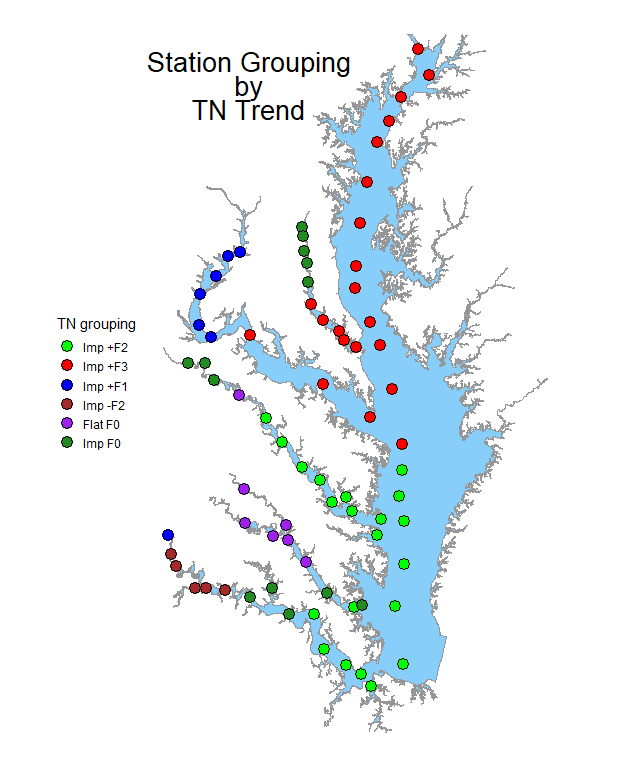 Station Grouping
by
TN Trend
TN grouping
Imp +F2
Imp +F3
Imp +F1
Imp -F2
Flat F0
Imp F0